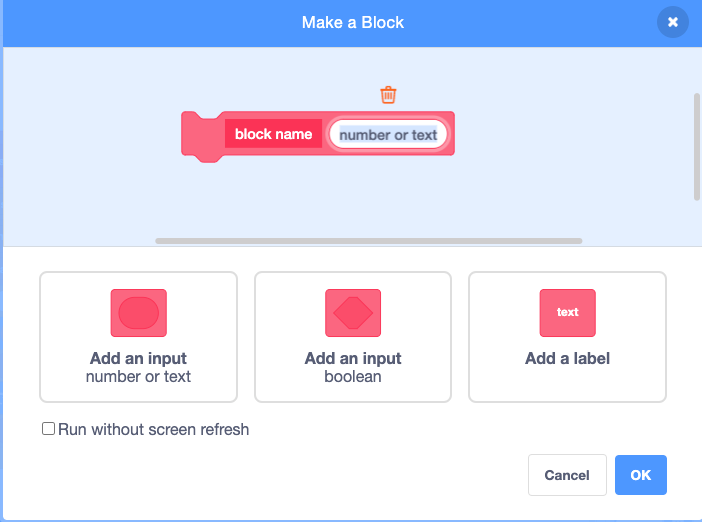 Make a Block
block name number or text
Add an input
number or text
Add an input
boolean
text
Add a label
Run without screen refresh
Cancel OK